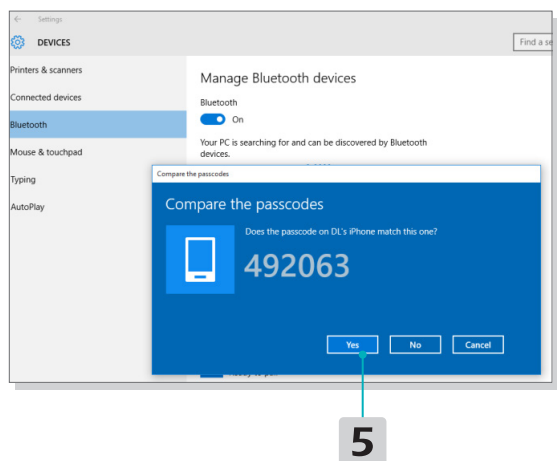 Settings
DEVICES
Find a se
Printers & scanners
Connected devices
Bluetooth
Mouse & touchpad
Typing
AutoPlay
Manage Bluetooth devices
Bluetooth
On
Your PC is searching for and can be discovered by Bluetooth
devices.
Compare the passcodes
Compare the passcodes
Does the passcode on DL's iPhone match this one?
492063
Yes No Cancel
5